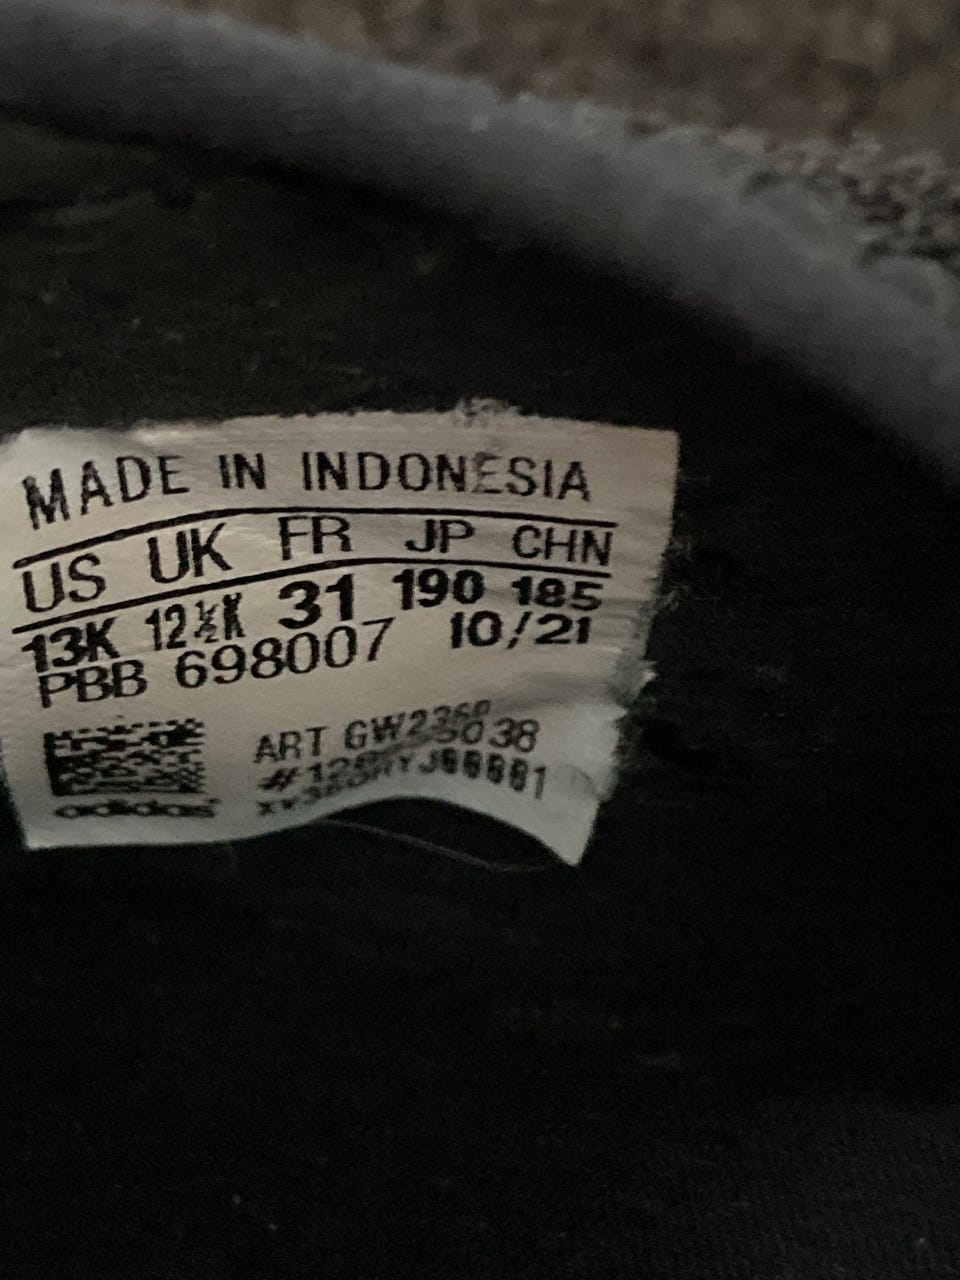 MADE IN INDONESIA
US UK FR JP CHN
13K 12½K 31 190 185
PBB 698007 10/21
ART
adidas